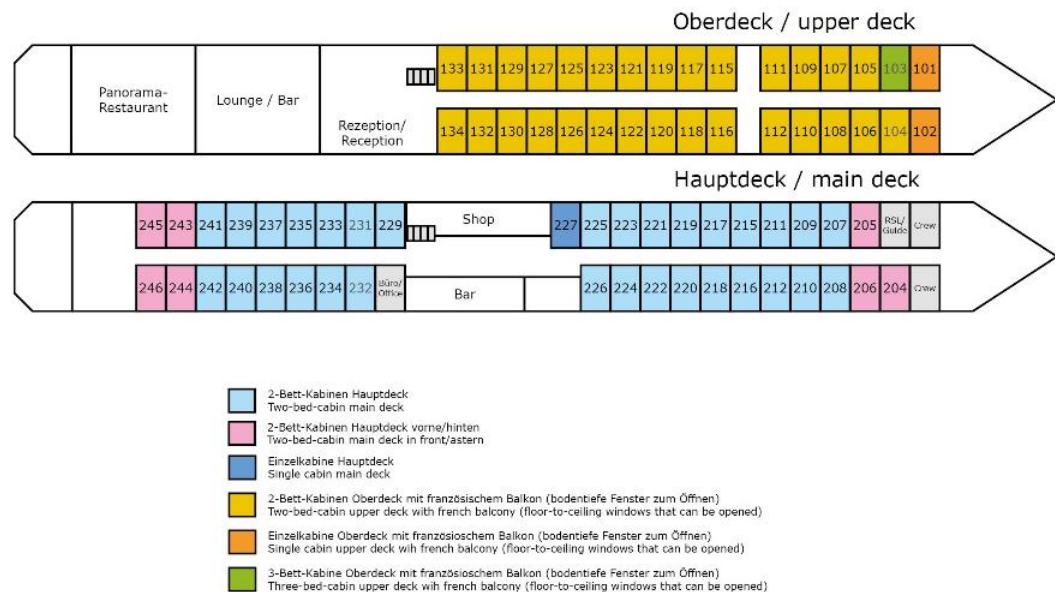 Oberdeck / upper deck
133 131 129 127 125 123 121 119 117 115 111 109 107 105 103 101
Panorama-
Restaurant
Lounge / Bar
Rezeption/
Reception
134 132 130 128 126 124 122 120 118 116 112 110 108 106 104 102
Hauptdeck / main deck
245 243 241 239 237 235 233 231 229 Shop 227 225 223 221 219 217 215 211 209 207 205 RSL/
Guide Crew
246 244 242 240 238 236 234 232 Büro/
Office Bar 226 224 222 220 218 216 212 210 208 206 204 Crew
2-Bett-Kabinen Hauptdeck
Two-bed-cabin main deck
2-Bett-Kabinen Hauptdeck vorne/hinten
Two-bed-cabin main deck in front/astern
Einzelkabine Hauptdeck
Single cabin main deck
2-Bett-Kabinen Oberdeck mit französischem Balkon (bodentiefe Fenster zum Öffnen)
Two-bed-cabin upper deck with french balcony (floor-to-ceiling windows that can be opened)
Einzelkabine Oberdeck mit französioschem Balkon (bodentiefe Fenster zum Öffnen)
Single cabin upper deck wih french balcony (floor-to-ceiling windows that can be opened)
3-Bett-Kabine Oberdeck mit französioschem Balkon (bodentiefe Fenster zum Öffnen)
Three-bed-cabin upper deck wih french balcony (floor-to-ceiling windows that can be opened)